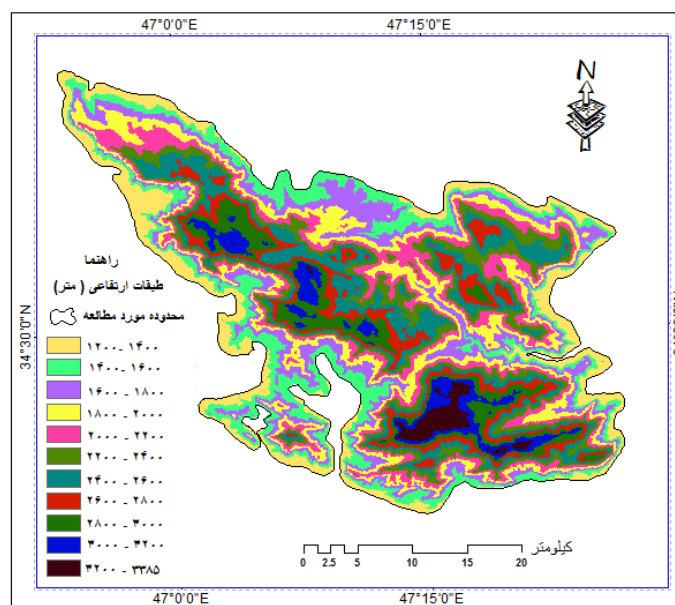 47°0'0"E 47°15'0"E
N
34°30'0"N
راهنما
طبقات ارتفاعی ( متر)
محدوده مورد مطالعه
۱۲۰۰ - ۱۴۰۰
۱۴۰۰ - ۱۶۰۰
۱۶۰۰ - ۱۸۰۰
۱۸۰۰ - ۲۰۰۰
۲۰۰۰ - ۲۲۰۰
۲۲۰۰ - ۲۴۰۰
۲۴۰۰ - ۲۶۰۰
۲۶۰۰ - ۲۸۰۰
۲۸۰۰ - ۳۰۰۰
۳۰۰۰ - ۳۲۰۰
۳۲۰۰ - ۳۳۸۵
کیلومتر
0 2.5 5 10 15 20
47°0'0"E 47°15'0"E